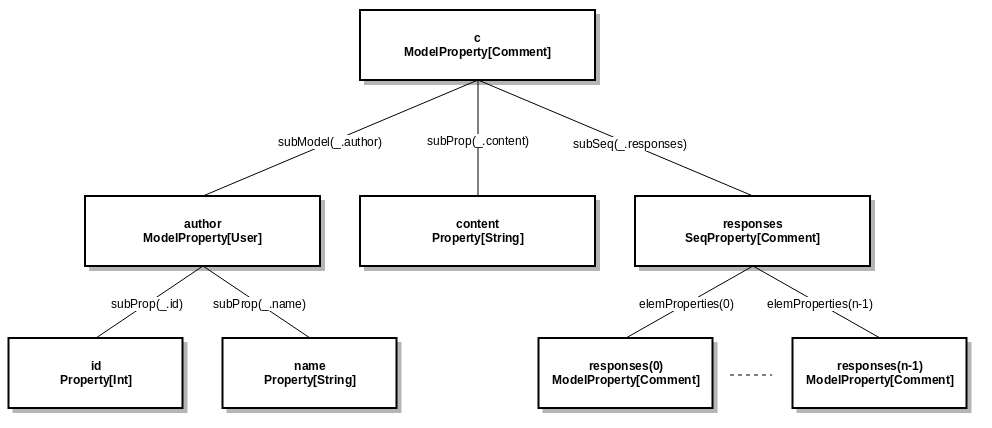 c
ModelProperty[Comment]
subModel(_.author)
subProp(_.content)
subSeq(_.responses)
author
ModelProperty[User]
content
Property[String]
responses
SeqProperty[Comment]
subProp(_.id)
subProp(_.name)
elemProperties(0)
elemProperties(n-1)
id
Property[Int]
name
Property[String]
responses(0)
ModelProperty[Comment]
responses(n-1)
ModelProperty[Comment]